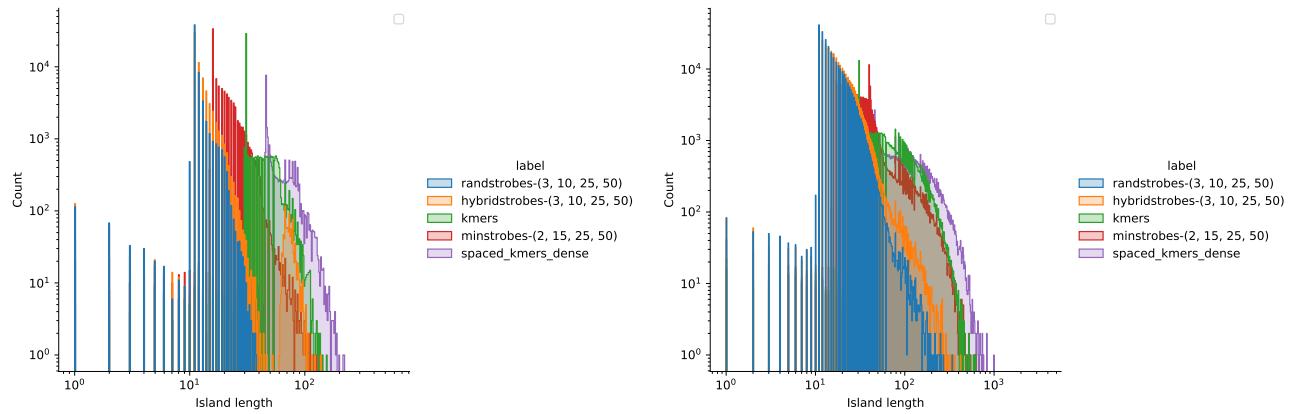 10⁴
10³
10²
10¹
10⁰
Count
10⁰ 10¹ 10²
Island length
label
randstrobes-(3, 10, 25, 50)
hybridstrobes-(3, 10, 25, 50)
kmers
minstrobes-(2, 15, 25, 50)
spaced_kmers_dense
10⁴
10³
10²
10¹
10⁰
Count
10⁰ 10¹ 10² 10³
Island length
label
randstrobes-(3, 10, 25, 50)
hybridstrobes-(3, 10, 25, 50)
kmers
minstrobes-(2, 15, 25, 50)
spaced_kmers_dense